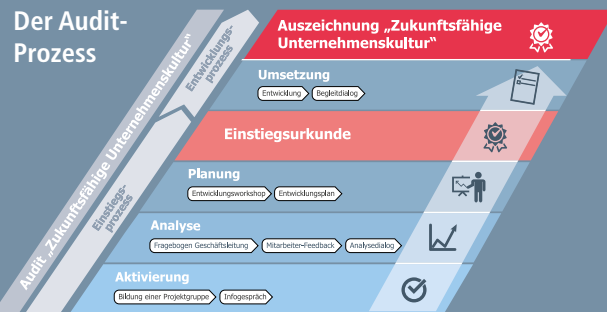 Der Audit-
Prozess
Audit „Zukunftsfähige Unternehmenskultur“
Entwicklungs-
prozess
Einstiegs-
prozess
Auszeichnung „Zukunftsfähige
Unternehmenskultur“
Umsetzung
Entwicklung
Begleitdialog
Einstiegsurkunde
Planung
Entwicklungsworkshop
Entwicklungsplan
Analyse
Fragebogen Geschäftsleitung
Mitarbeiter-Feedback
Analysedialog
Aktivierung
Bildung einer Projektgruppe
Infogespräch